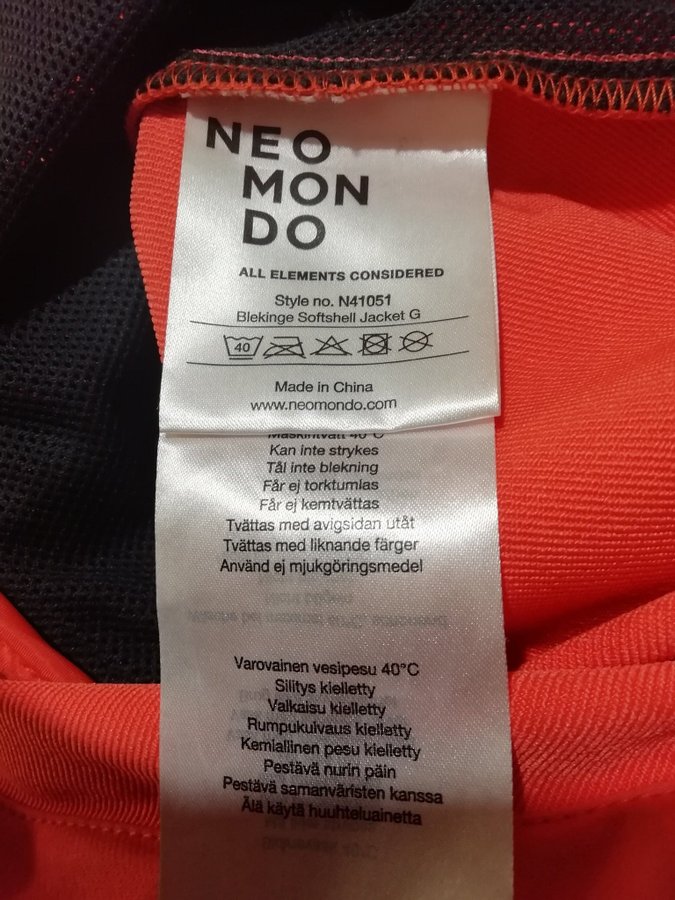 NEO
MON
DO
ALL ELEMENTS CONSIDERED
Style no. N41051
Blekinge Softshell Jacket G
40
Made in China
www.neomondo.com
Maskintvätt 40°C
Kan inte strykes
Tål inte blekning
Får ej torktumlas
Får ej kemtvättas
Tvättas med avigsidan utåt
Tvättas med liknande färger
Använd ej mjukgöringsmedel
Varovainen vesipesu 40°C
Silitys kielletty
Valkaisu kielletty
Rumpukuivaus kielletty
Kemiallinen pesu kielletty
Pestävä nurin päin
Pestävä samanväristen kanssa
Älä käytä huuhteluainetta